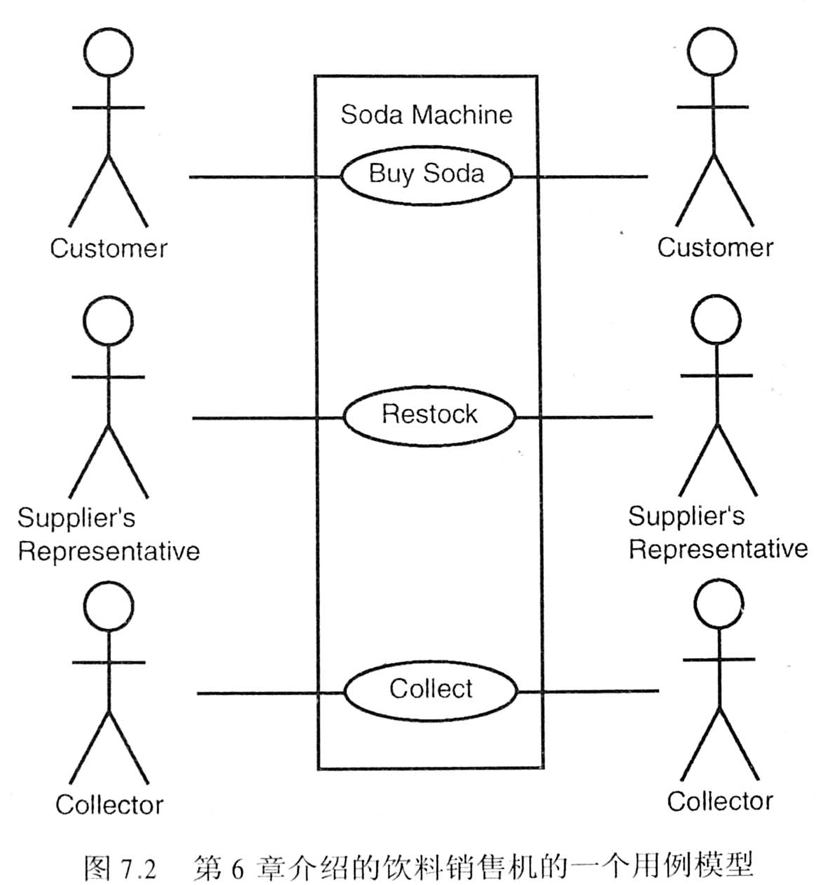 Soda Machine
Buy Soda
Customer
Customer
Restock
Supplier's
Representative
Supplier's
Representative
Collect
Collector
Collector
图 7.2 第 6 章介绍的饮料销售机的一个用例模型